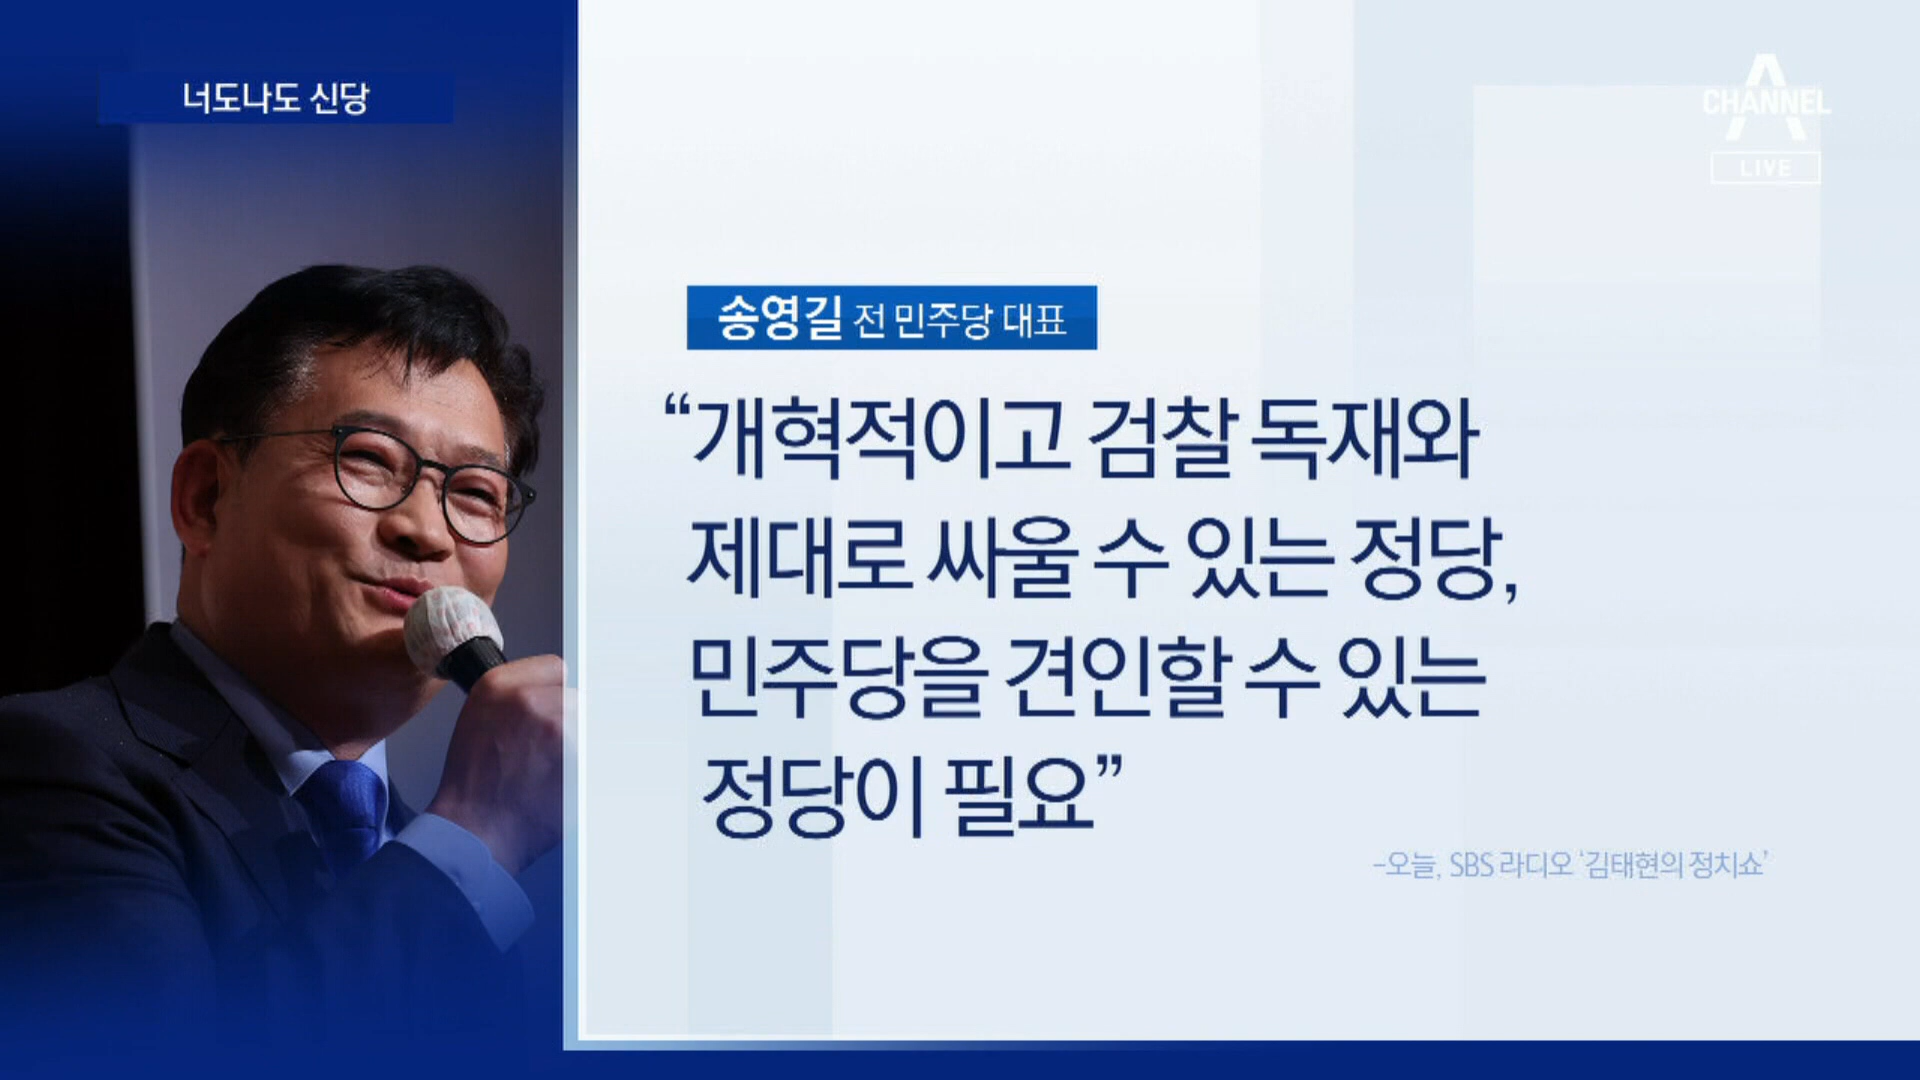 너도나도 신당
CHANNEL A
LIVE
송영길 전 민주당 대표
“개혁적이고 검찰 독재와
제대로 싸울 수 있는 정당,
민주당을 견인할 수 있는
정당이 필요”
-오늘, SBS 라디오 ‘김태현의 정치쇼’